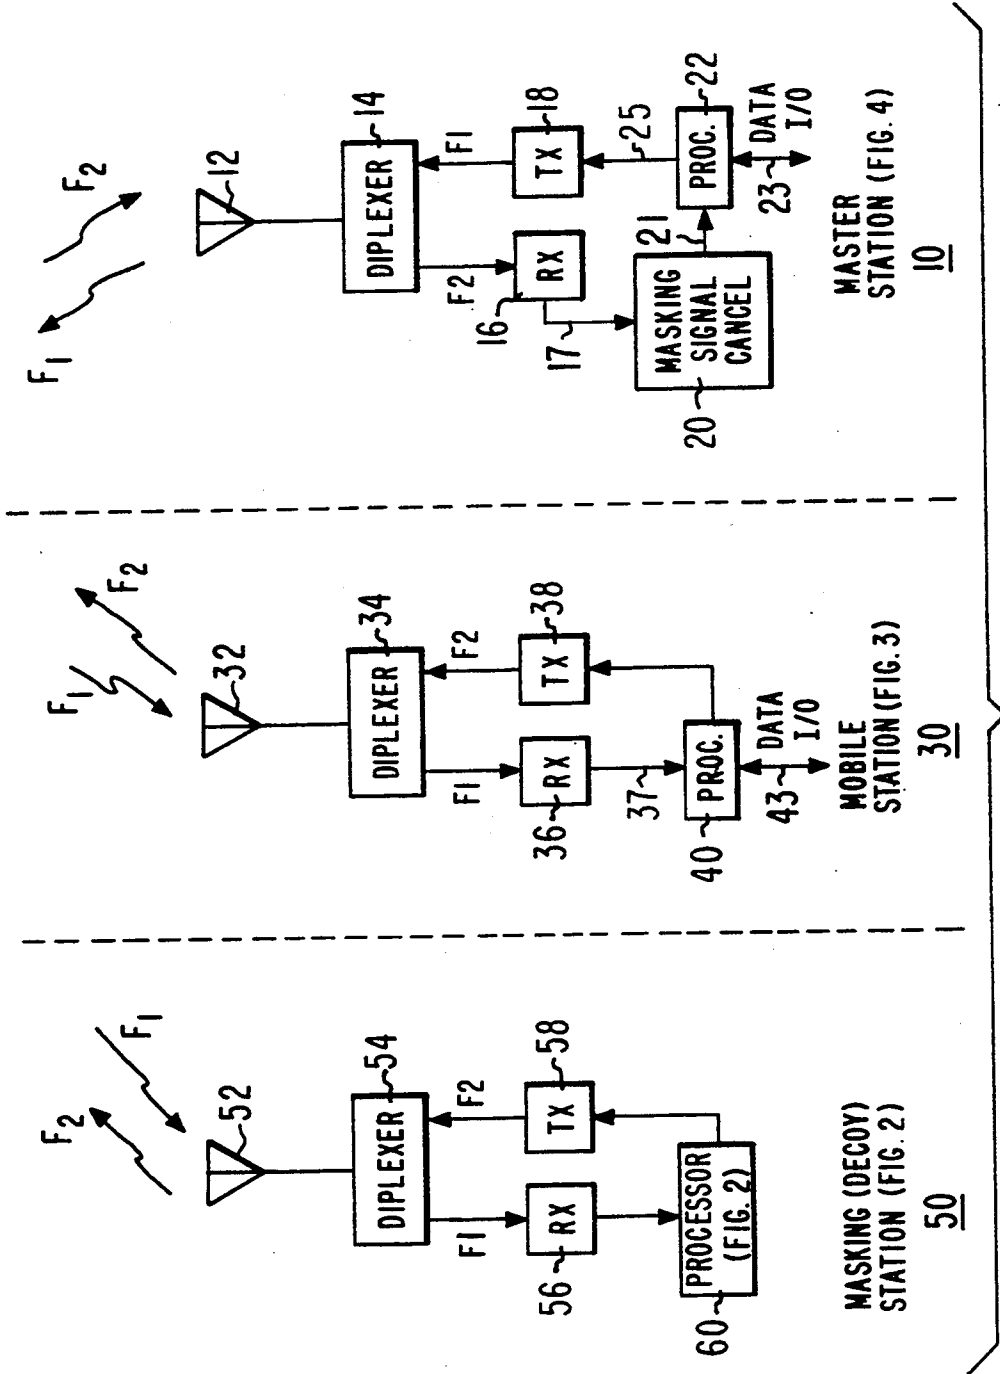 F2
F1
52
54
DIPLEXER
F1
F2
56
RX
TX
58
60
PROCESSOR
(FIG. 2)
MASKING (DECOY)
STATION (FIG. 2)
50
F1
F2
32
34
DIPLEXER
F1
F2
36
RX
TX
38
37
40
PROC.
43
DATA
I/O
MOBILE
STATION (FIG. 3)
30
F1
F2
12
14
DIPLEXER
F2
F1
16
RX
TX
18
17
25
20
MASKING
SIGNAL
CANCEL
21
PROC.
22
23
DATA
I/O
MASTER
STATION (FIG. 4)
10